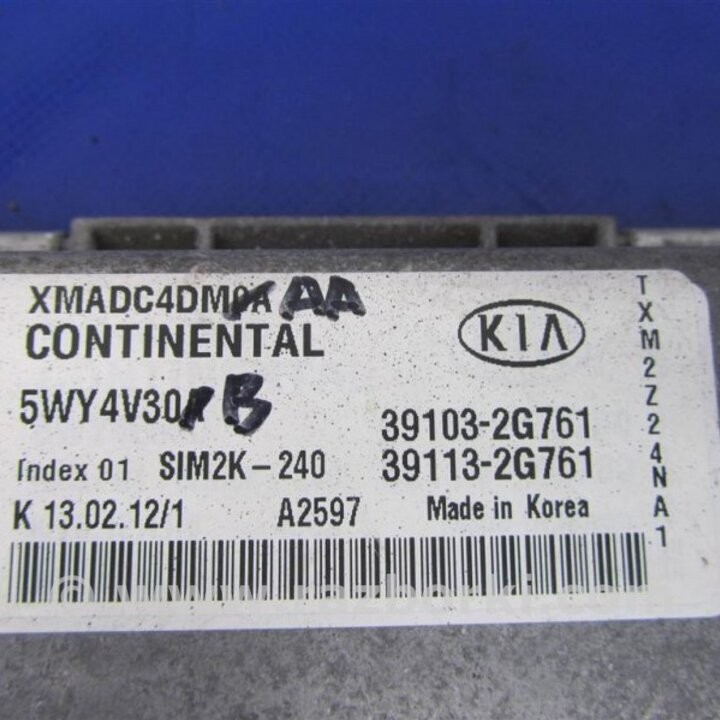 XMADC4DM0A AA
CONTINENTAL
KIA
5WY4V30 B
39103-2G761
Index 01 SIM2K-240 39113-2G761
K 13.02.12/1 A2597 Made in Korea
TXM2Z24NA1